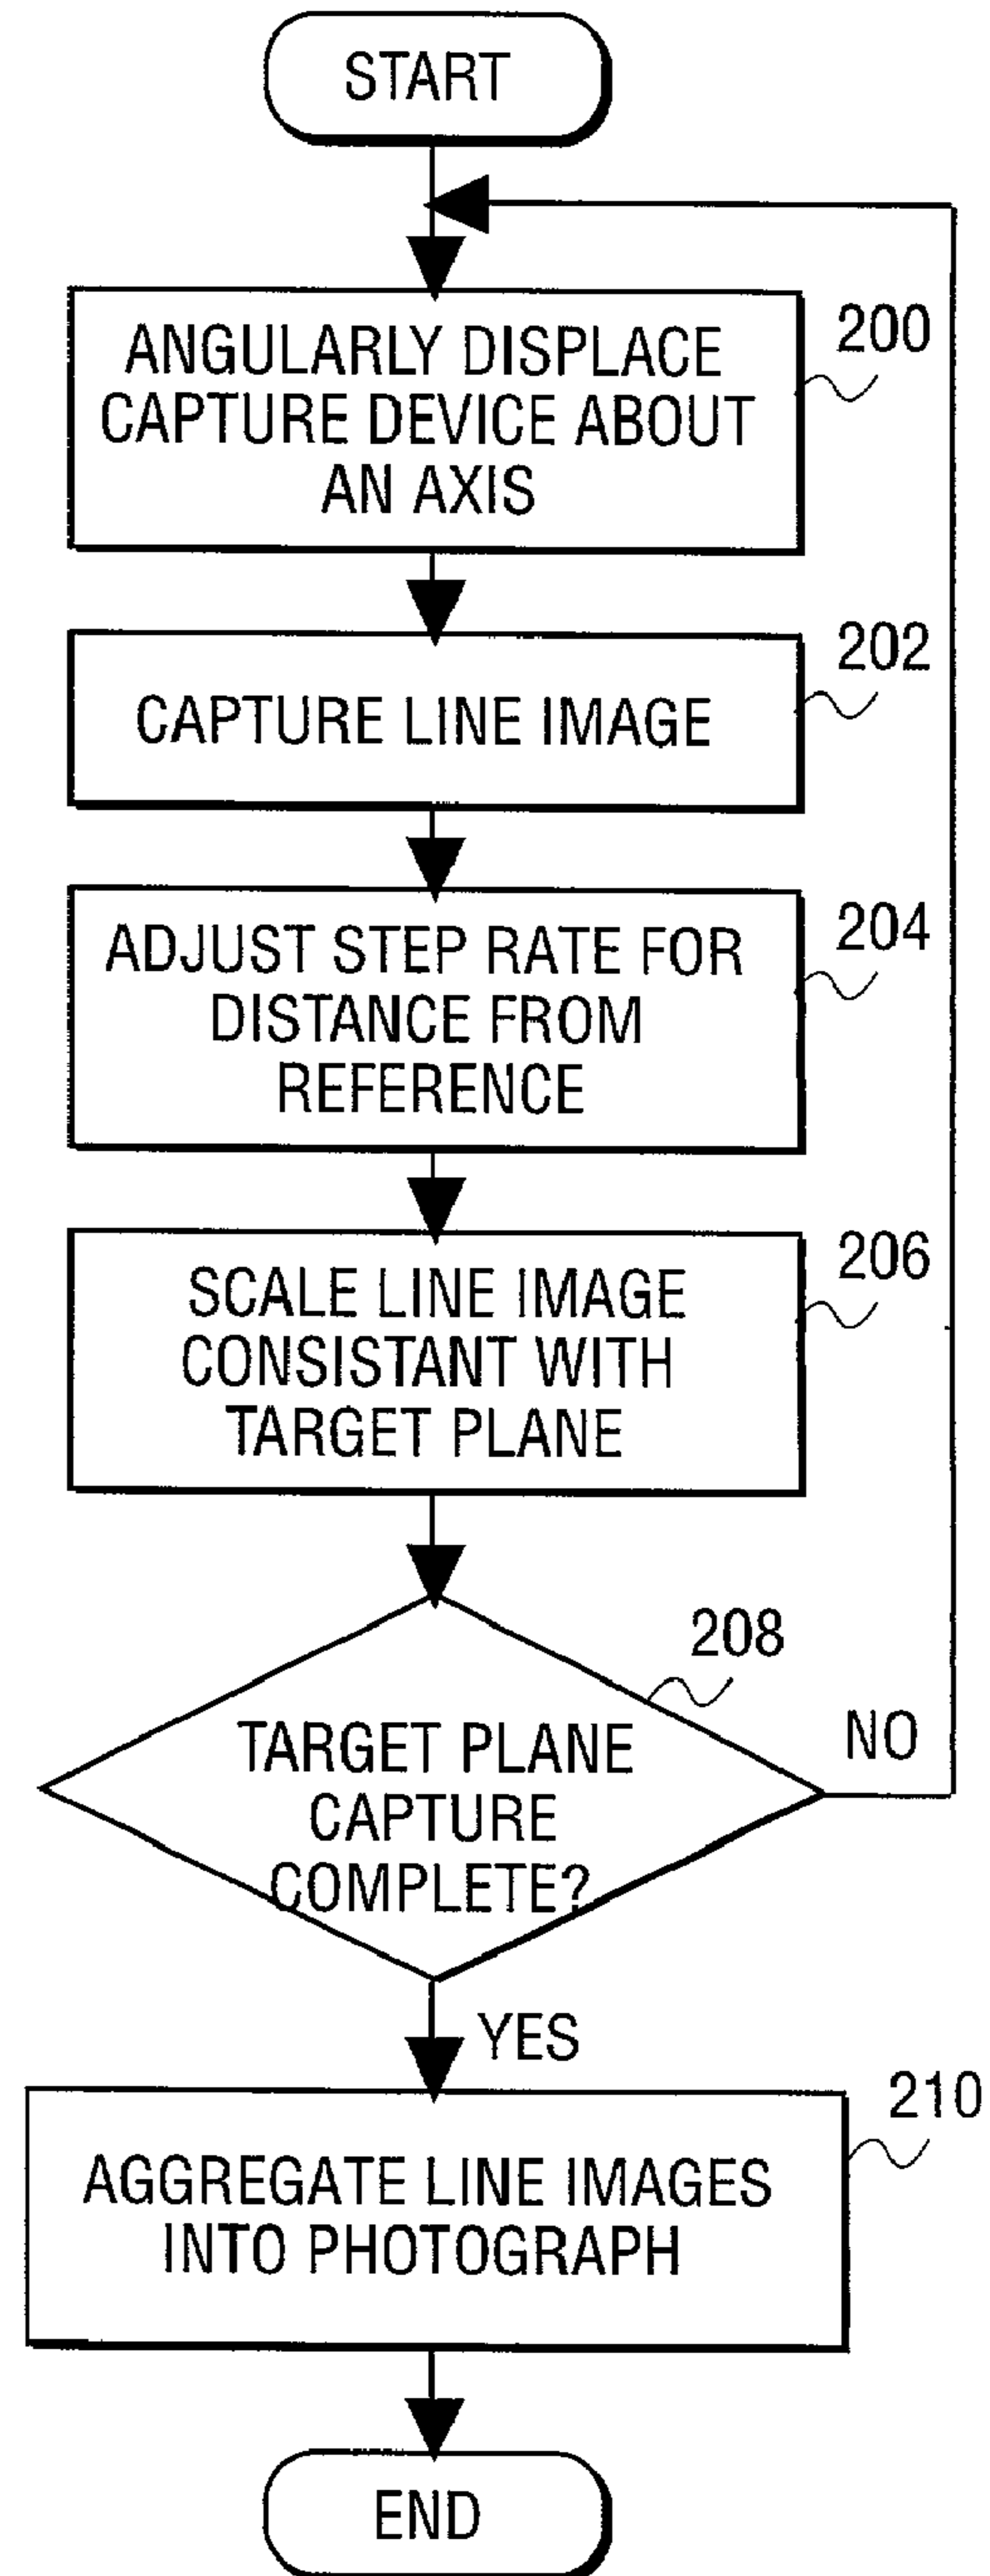 START
200
ANGULARLY DISPLACE
CAPTURE DEVICE ABOUT
AN AXIS
202
CAPTURE LINE IMAGE
204
ADJUST STEP RATE FOR
DISTANCE FROM
REFERENCE
206
SCALE LINE IMAGE
CONSISTANT WITH
TARGET PLANE
208
TARGET PLANE
CAPTURE
COMPLETE?
NO
YES
210
AGGREGATE LINE IMAGES
INTO PHOTOGRAPH
END